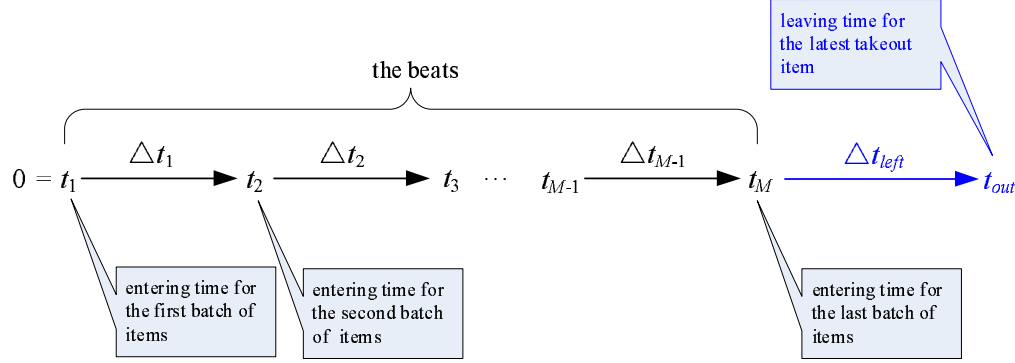 leaving time for
the latest takeout
item
the beats
△t1 △t2 △tM-1 △tleft
0 = t1 t2 t3 ··· tM-1 tM tout
entering time for
the first batch of
items
entering time for
the second batch
of items
entering time for
the last batch of
items